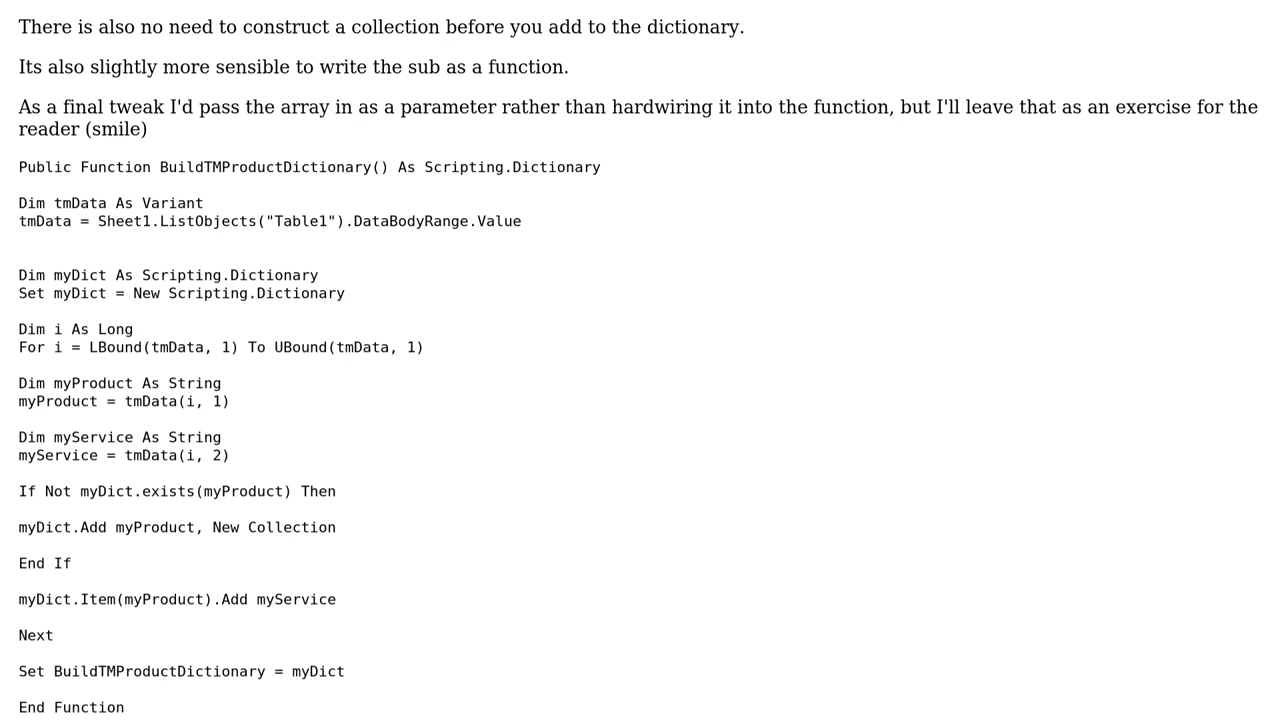 There is also no need to construct a collection before you add to the dictionary.
Its also slightly more sensible to write the sub as a function.
As a final tweak I'd pass the array in as a parameter rather than hardwiring it into the function, but I'll leave that as an exercise for the
reader (smile)
Public Function BuildTMProductDictionary() As Scripting.Dictionary
Dim tmData As Variant
tmData = Sheet1.ListObjects("Table1").DataBodyRange.Value
Dim myDict As Scripting.Dictionary
Set myDict = New Scripting.Dictionary
Dim i As Long
For i = LBound(tmData, 1) To UBound(tmData, 1)
Dim myProduct As String
myProduct = tmData(i, 1)
Dim myService As String
myService = tmData(i, 2)
If Not myDict.exists(myProduct) Then
myDict.Add myProduct, New Collection
End If
myDict.Item(myProduct).Add myService
Next
Set BuildTMProductDictionary = myDict
End Function